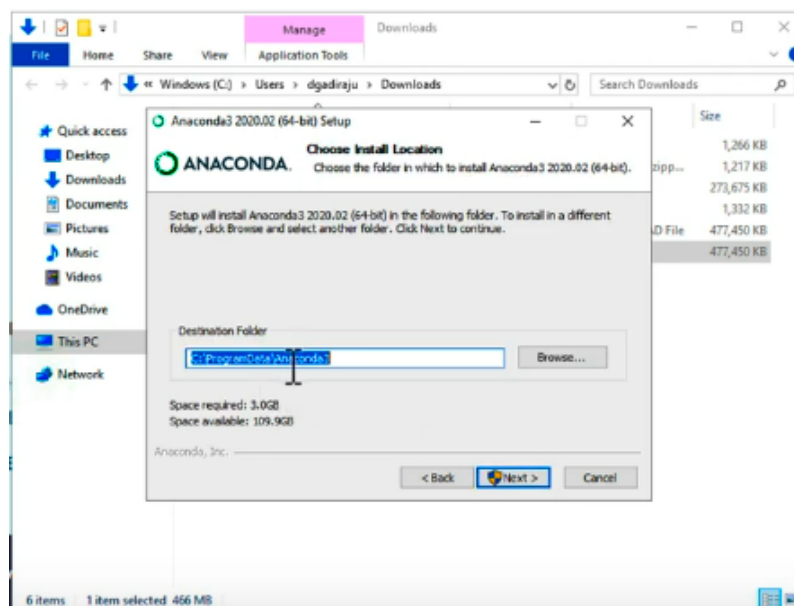 Manage
Downloads
File
Home
Share
View
Application Tools
« Windows (C:) > Users > dgadiraju > Downloads
Search Downloads
Size
Quick access
Desktop
Downloads
Documents
Pictures
Music
Videos
OneDrive
This PC
Network
1,266 KB
zipp...
1,217 KB
273,675 KB
1,332 KB
D File
477,450 KB
477,450 KB
Anaconda3 2020.02 (64-bit) Setup
ANACONDA.
Choose Install Location
Choose the folder in which to install Anaconda3 2020.02 (64-bit).
Setup will install Anaconda3 2020.02 (64-bit) in the following folder. To install in a different
folder, click Browse and select another folder. Click Next to continue.
Destination Folder
C:\ProgramData\Anaconda3
Browse...
Space required: 3.0GB
Space available: 109.9GB
Anaconda, Inc.
< Back
Next >
Cancel
6 items
1 item selected 466 MB